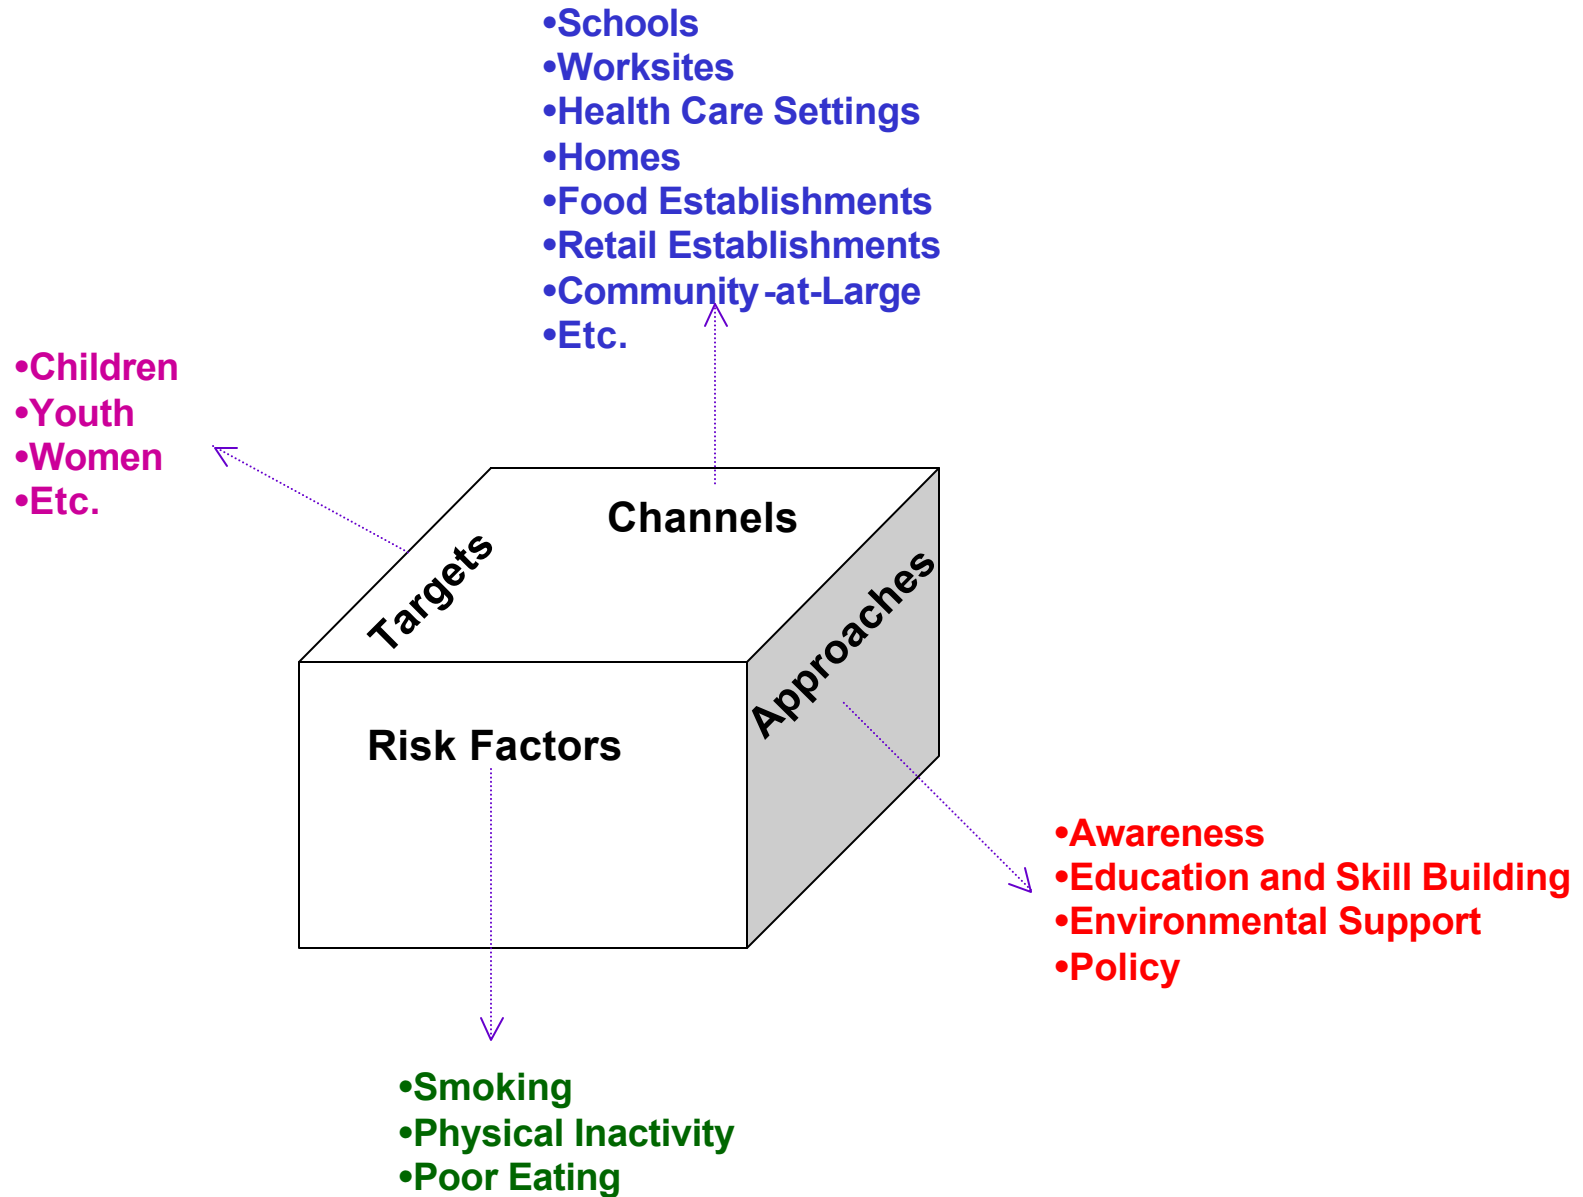 •Schools
•Worksites
•Health Care Settings
•Homes
•Food Establishments
•Retail Establishments
•Community-at-Large
•Etc.
•Children
•Youth
•Women
•Etc.
Channels
Targets
Approaches
Risk Factors
•Awareness
•Education and Skill Building
•Environmental Support
•Policy
•Smoking
•Physical Inactivity
•Poor Eating